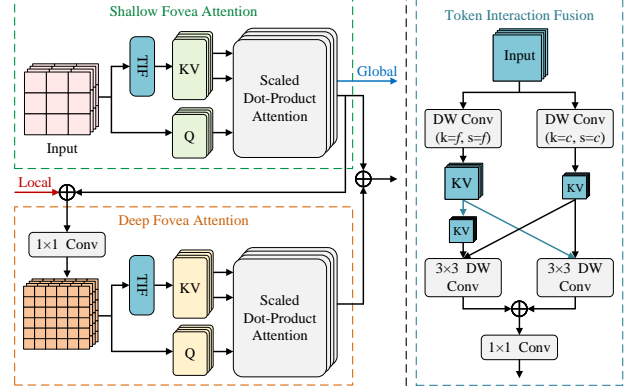 Shallow Fovea Attention
Input
TIF
KV
Q
Scaled
Dot-Product
Attention
Global
Local
Deep Fovea Attention
1×1 Conv
TIF
KV
Q
Scaled
Dot-Product
Attention
Token Interaction Fusion
Input
DW Conv
(k=f, s=f)
DW Conv
(k=c, s=c)
KV
KV
KV
3×3 DW
Conv
3×3 DW
Conv
1×1 Conv